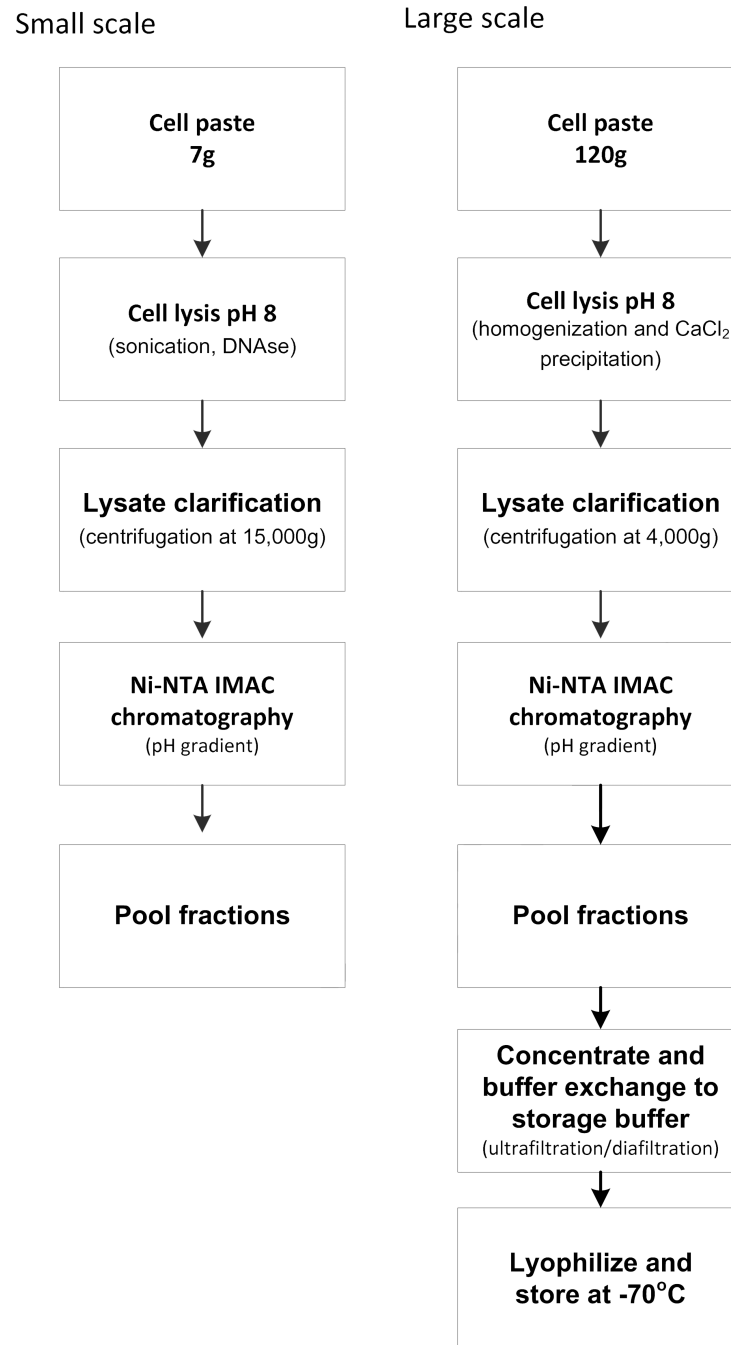 Small scale
Cell paste
7g
Cell lysis pH 8
(sonication, DNAse)
Lysate clarification
(centrifugation at 15,000g)
Ni-NTA IMAC
chromatography
(pH gradient)
Pool fractions
Large scale
Cell paste
120g
Cell lysis pH 8
(homogenization and CaCl₂
precipitation)
Lysate clarification
(centrifugation at 4,000g)
Ni-NTA IMAC
chromatography
(pH gradient)
Pool fractions
Concentrate and
buffer exchange to
storage buffer
(ultrafiltration/diafiltration)
Lyophilize and
store at -70°C